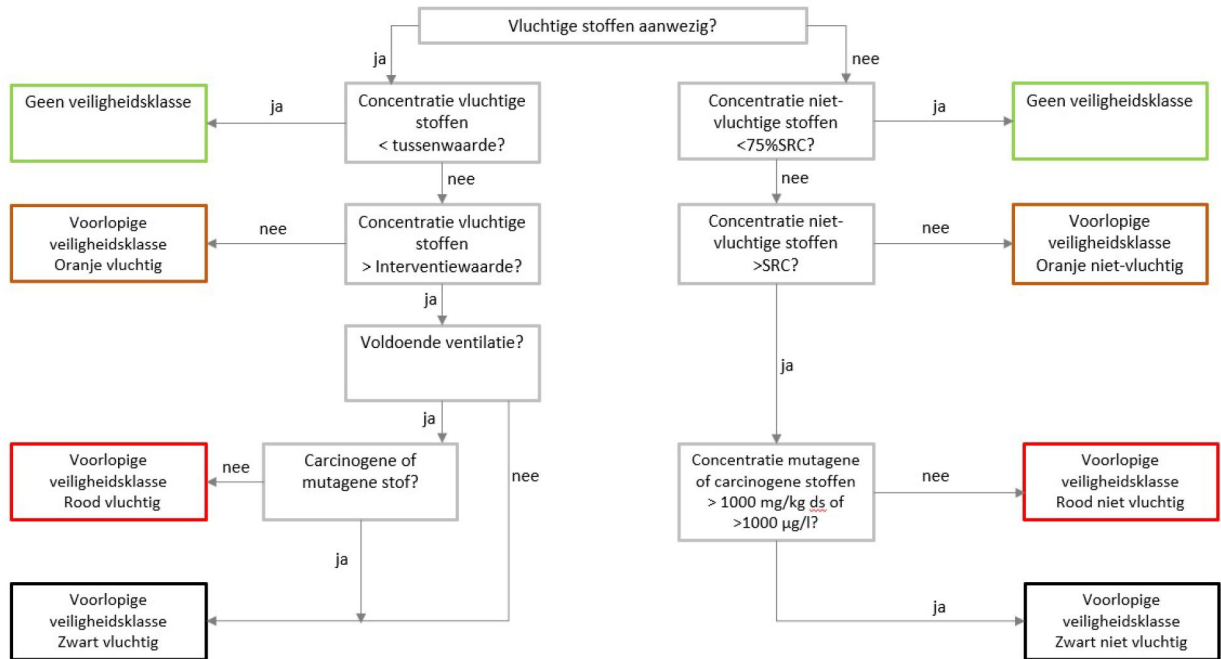 Vluchtige stoffen aanwezig?
ja
nee
Geen veiligheidsklasse
ja
Concentratie vluchtige
stoffen
< tussenwaarde?
Concentratie niet-
vluchtige stoffen
<75%SRC?
ja
Geen veiligheidsklasse
nee
nee
Voorlopige
veiligheidsklasse
Oranje vluchtig
nee
Concentratie vluchtige
stoffen
> Interventiewaarde?
Concentratie niet-
vluchtige stoffen
>SRC?
nee
Voorlopige
veiligheidsklasse
Oranje niet-vluchtig
ja
Voldoende ventilatie?
ja
ja
nee
Voorlopige
veiligheidsklasse
Rood vluchtig
nee
Carcinogene of
mutagene stof?
Concentratie mutagene
of carcinogene stoffen
> 1000 mg/kg ds of
>1000 µg/l?
nee
Voorlopige
veiligheidsklasse
Rood niet vluchtig
ja
Voorlopige
veiligheidsklasse
Zwart vluchtig
ja
Voorlopige
veiligheidsklasse
Zwart niet vluchtig